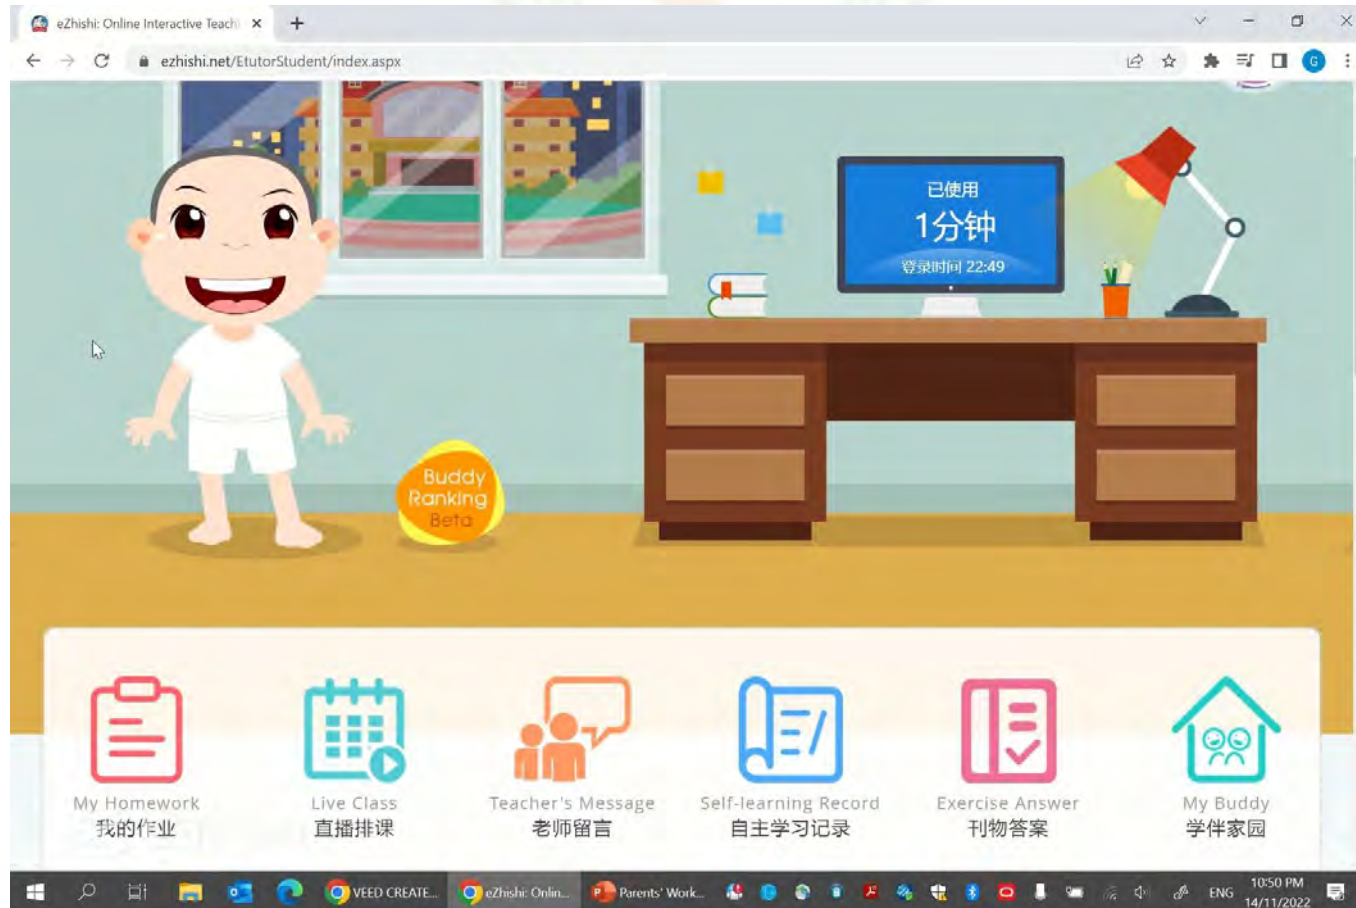 eZhishi: Online Interactive Teach
ezhishi.net/EtutorStudent/index.aspx
G
已使用
1分钟
登录时间 22:49
Buddy
Ranking
Beta
My Homework
我的作业
Live Class
直播排课
Teacher's Message
老师留言
Self-learning Record
自主学习记录
Exercise Answer
刊物答案
My Buddy
学伴家园
VEED CREATE...
eZhishi: Onlin...
Parents' Work...
ENG
10:50 PM
14/11/2022